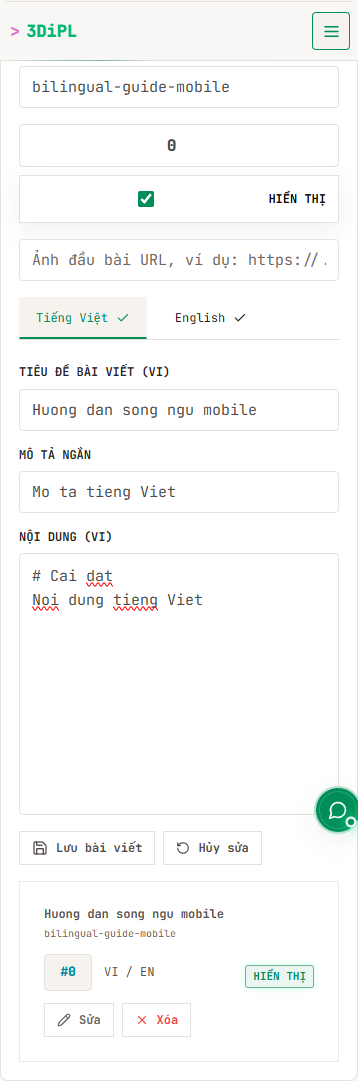 > 3DiPL
bilingual-guide-mobile
0
HIỂN THỊ
Ảnh đầu bài URL, ví dụ: https://.
Tiếng Việt
English
TIÊU ĐỀ BÀI VIẾT (VI)
Huong dan song ngu mobile
MÔ TẢ NGẮN
Mo ta tieng Viet
NỘI DUNG (VI)
# Cai dat
Noi dung tieng Viet
Lưu bài viết
Hủy sửa
Huong dan song ngu mobile
bilingual-guide-mobile
#0
VI / EN
HIỂN THỊ
Sửa
Xóa